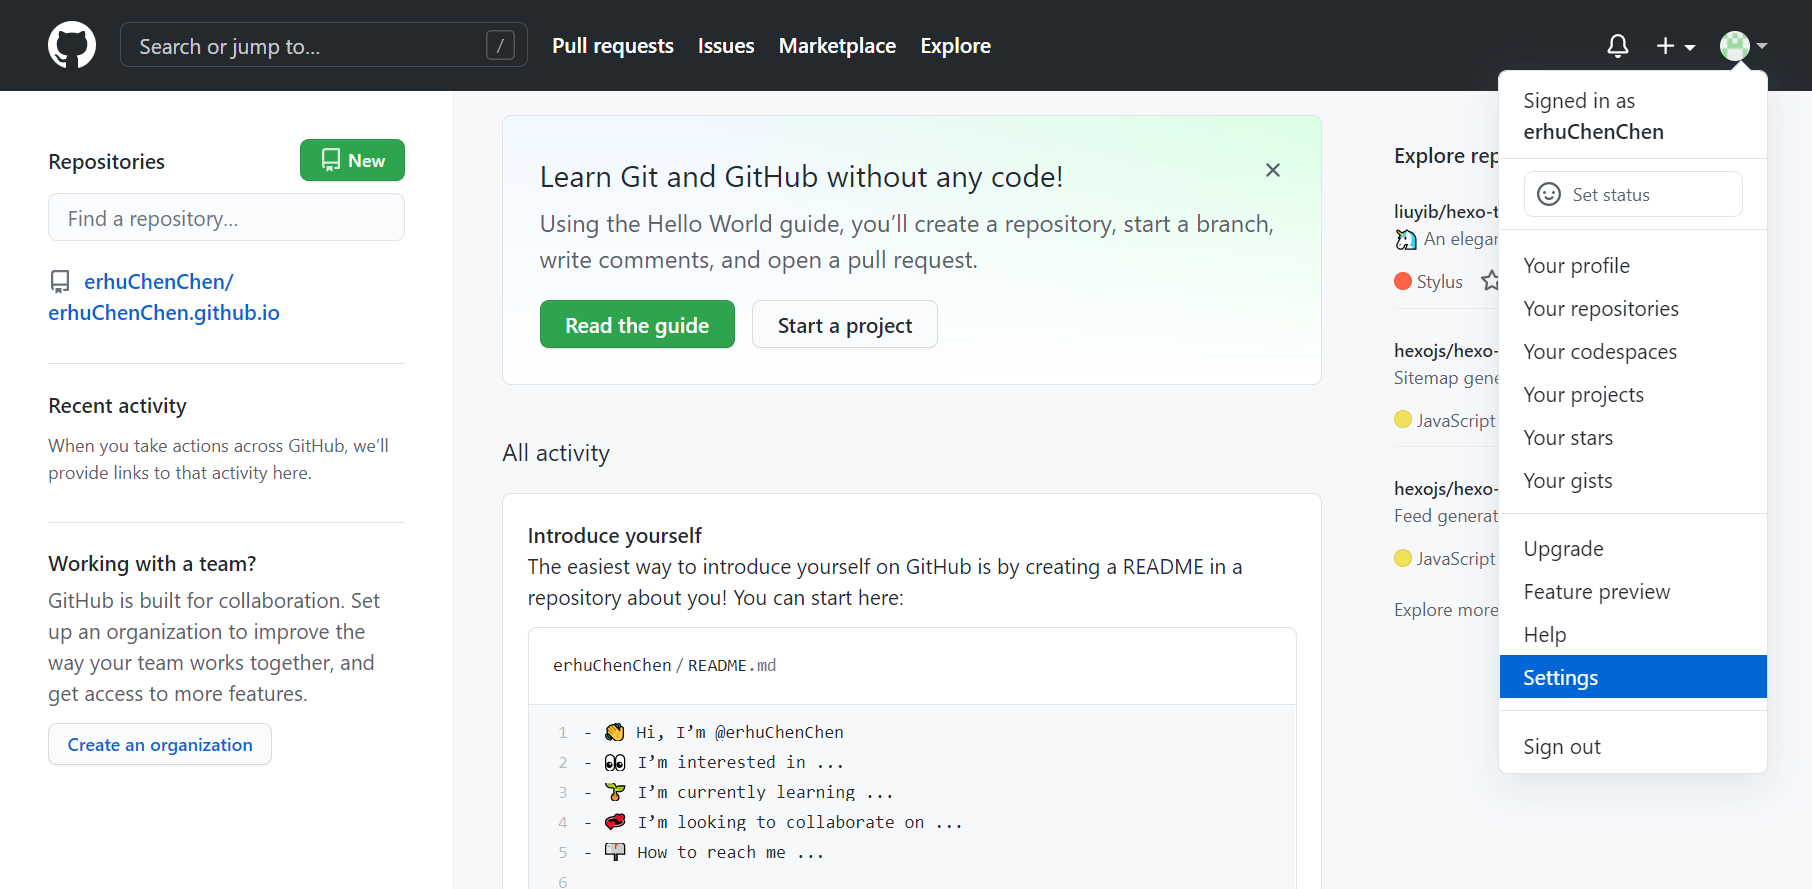 Search or jump to...
/
Pull requests
Issues
Marketplace
Explore
Repositories
New
Find a repository...
erhuChenChen/
erhuChenChen.github.io
Recent activity
When you take actions across GitHub, we’ll
provide links to that activity here.
Working with a team?
GitHub is built for collaboration. Set
up an organization to improve the
way your team works together, and
get access to more features.
Create an organization
Learn Git and GitHub without any code!
Using the Hello World guide, you’ll create a repository, start a branch,
write comments, and open a pull request.
Read the guide
Start a project
All activity
Introduce yourself
The easiest way to introduce yourself on GitHub is by creating a README in a
repository about you! You can start here:
erhuChenChen / README.md
1 - 👋 Hi, I’m @erhuChenChen
2 - 👀 I’m interested in ...
3 - 🌱 I’m currently learning ...
4 - 💞️ I’m looking to collaborate on ...
5 - 📫 How to reach me ...
6
Explore rep
liuyib/hexo-t
An elegar
Stylus
hexojs/hexo-
Sitemap gene
JavaScript
hexojs/hexo-
Feed generat
JavaScript
Explore more
Signed in as
erhuChenChen
Set status
Your profile
Your repositories
Your codespaces
Your projects
Your stars
Your gists
Upgrade
Feature preview
Help
Settings
Sign out